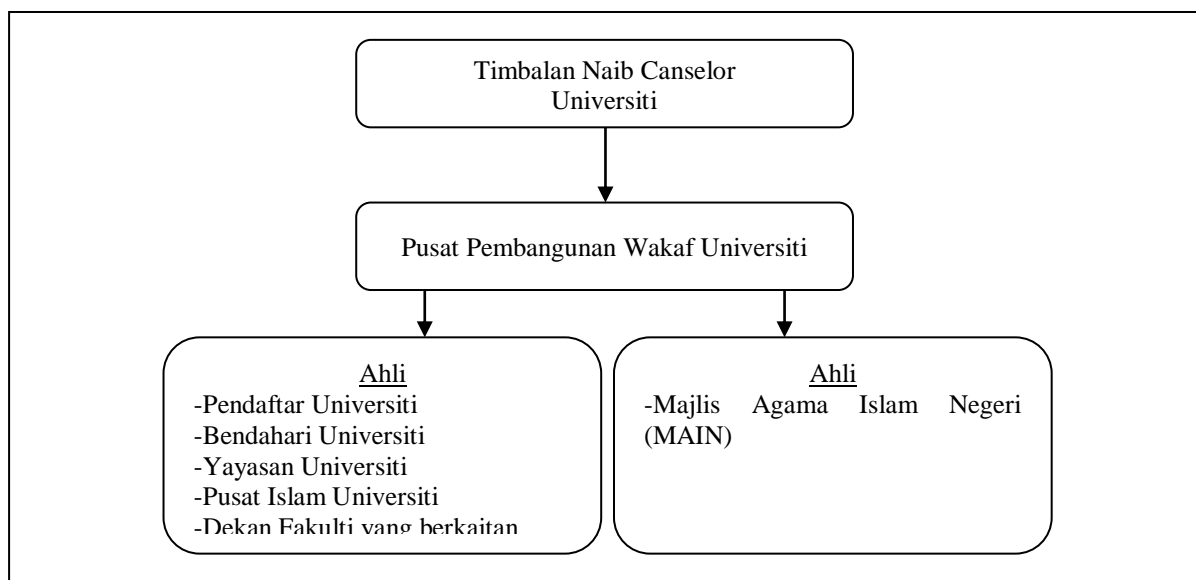 Timbalan Naib Canselor
Universiti
Pusat Pembangunan Wakaf Universiti
Ahli
-Pendaftar Universiti
-Bendahari Universiti
-Yayasan Universiti
-Pusat Islam Universiti
-Dekan Fakulti yang berkaitan
Ahli
-Majlis Agama Islam Negeri
(MAIN)